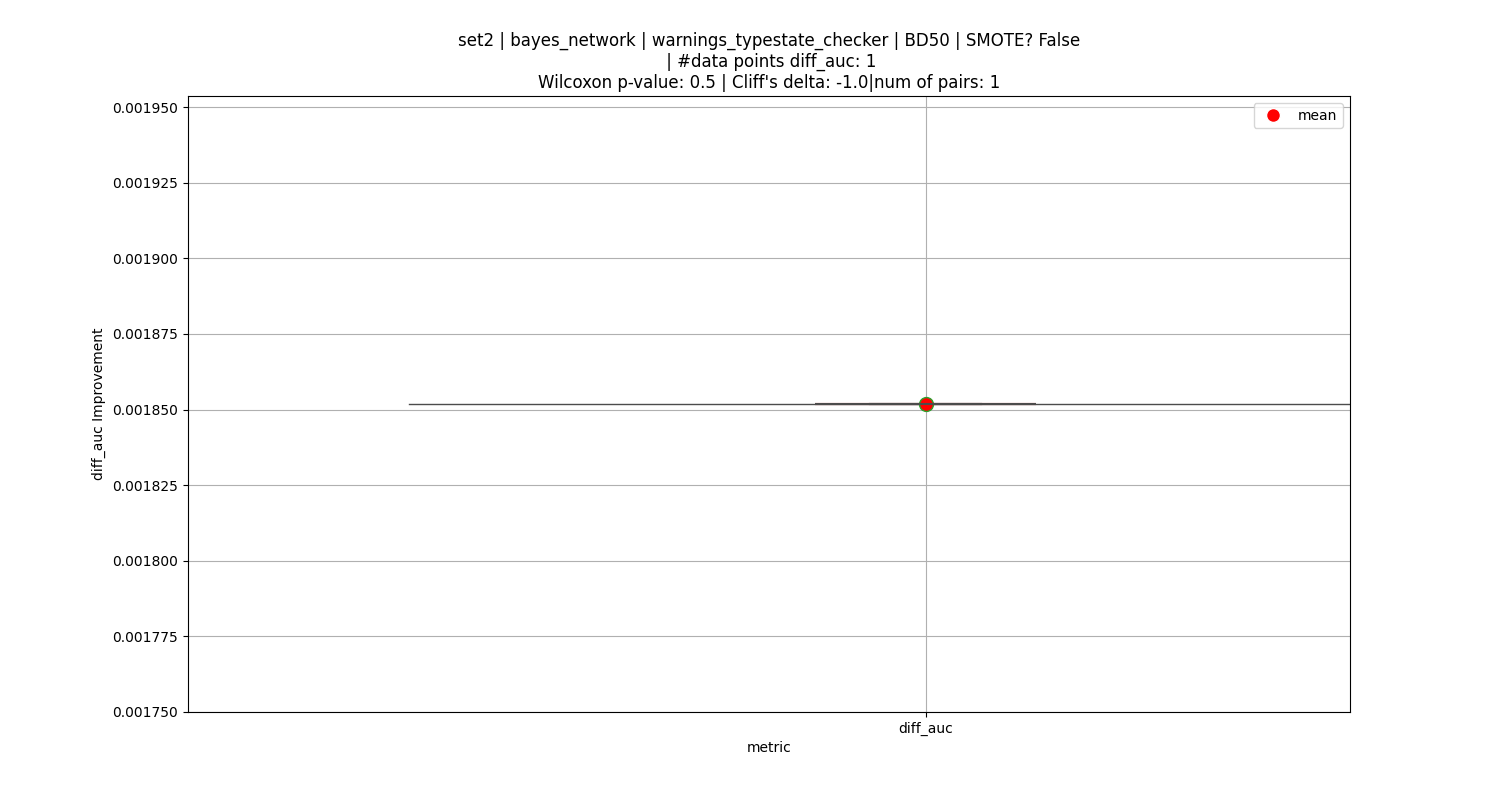 set2 | bayes_network | warnings_typestate_checker | BD50 | SMOTE? False
| #data points diff_auc: 1
Wilcoxon p-value: 0.5 | Cliff's delta: -1.0|num of pairs: 1
mean
0.001950
0.001925
0.001900
0.001875
0.001850
0.001825
0.001800
0.001775
0.001750
diff_auc Improvement
diff_auc
metric